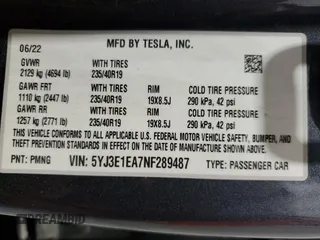 MFD BY TESLA, INC.
06/22
GVWR WITH TIRES
2129 kg (4694 lb) 235/40R19
GAWR FRT WITH TIRES RIM COLD TIRE PRESSURE
1110 kg (2447 lb) 235/40R19 19X8.5J 290 kPa, 42 psi
GAWR RR WITH TIRES RIM COLD TIRE PRESSURE
1257 kg (2771 lb) 235/40R19 19X8.5J 290 kPa, 42 psi
THIS VEHICLE CONFORMS TO ALL APPLICABLE U.S. FEDERAL MOTOR VEHICLE SAFETY, BUMPER, AND
THEFT PREVENTION STANDARDS IN EFFECT ON THE DATE OF MANUFACTURE SHOWN ABOVE.
VIN: 5YJ3E1EA7NF289487
PNT: PMNG TYPE: PASSENGER CAR